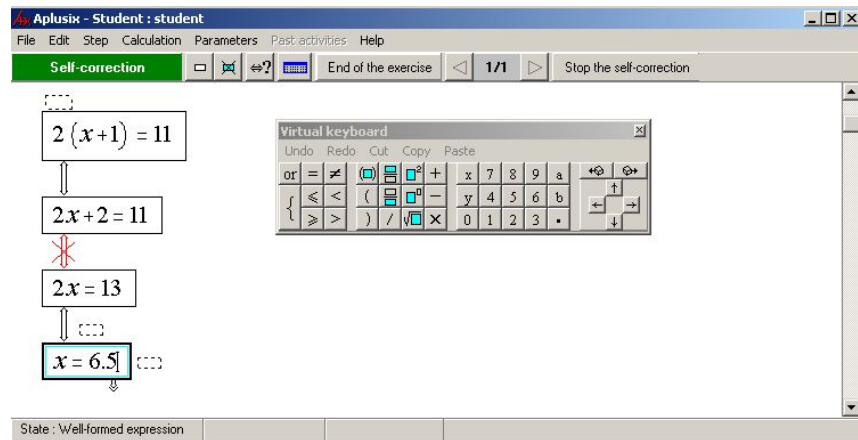 Aplusix - Student : student
File Edit Step Calculation Parameters Past activities Help
Self-correction ⇔? End of the exercise 1/1 Stop the self-correction
2(x+1) = 11
2x+2 = 11
2x = 13
x = 6.5
Virtual keyboard
Undo Redo Cut Copy Paste
or = ≠ (□) □² + x 7 8 9 a
{ ⩽ < ( □ⁿ − y 4 5 6 b
⩾ > ) / √□ × 0 1 2 3 .
State : Well-formed expression